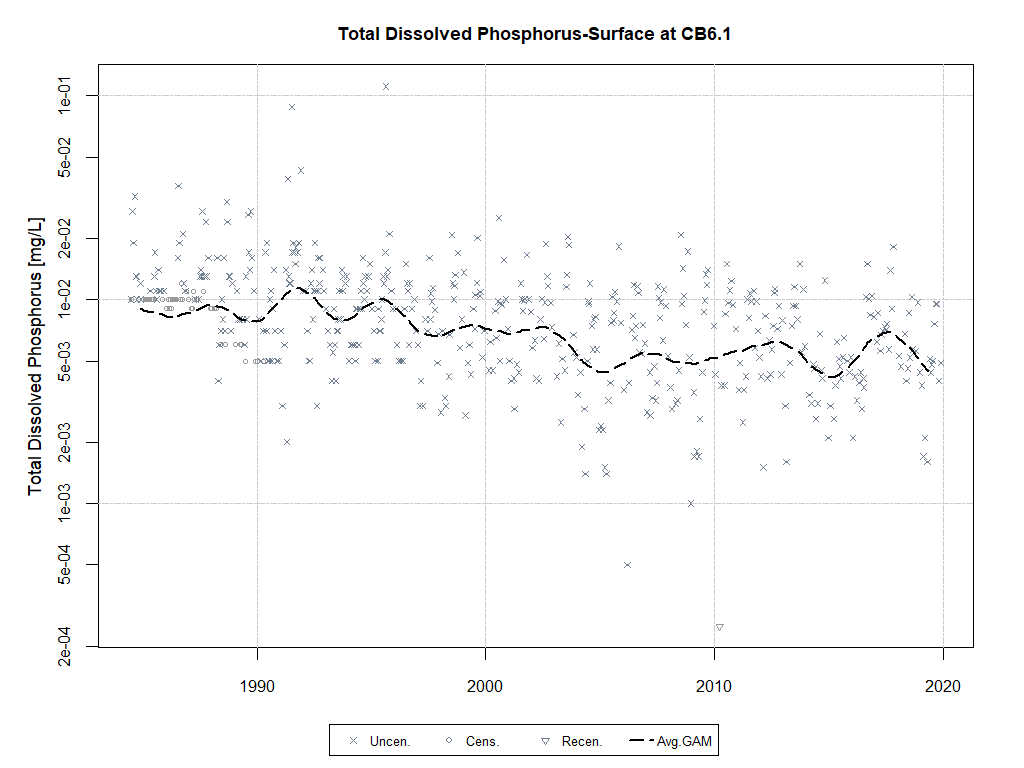 Total Dissolved Phosphorus-Surface at CB6.1
Total Dissolved Phosphorus [mg/L]
1e-01
5e-02
2e-02
1e-02
5e-03
2e-03
1e-03
5e-04
2e-04
1990 2000 2010 2020
Uncen. Cens. Recen. Avg.GAM